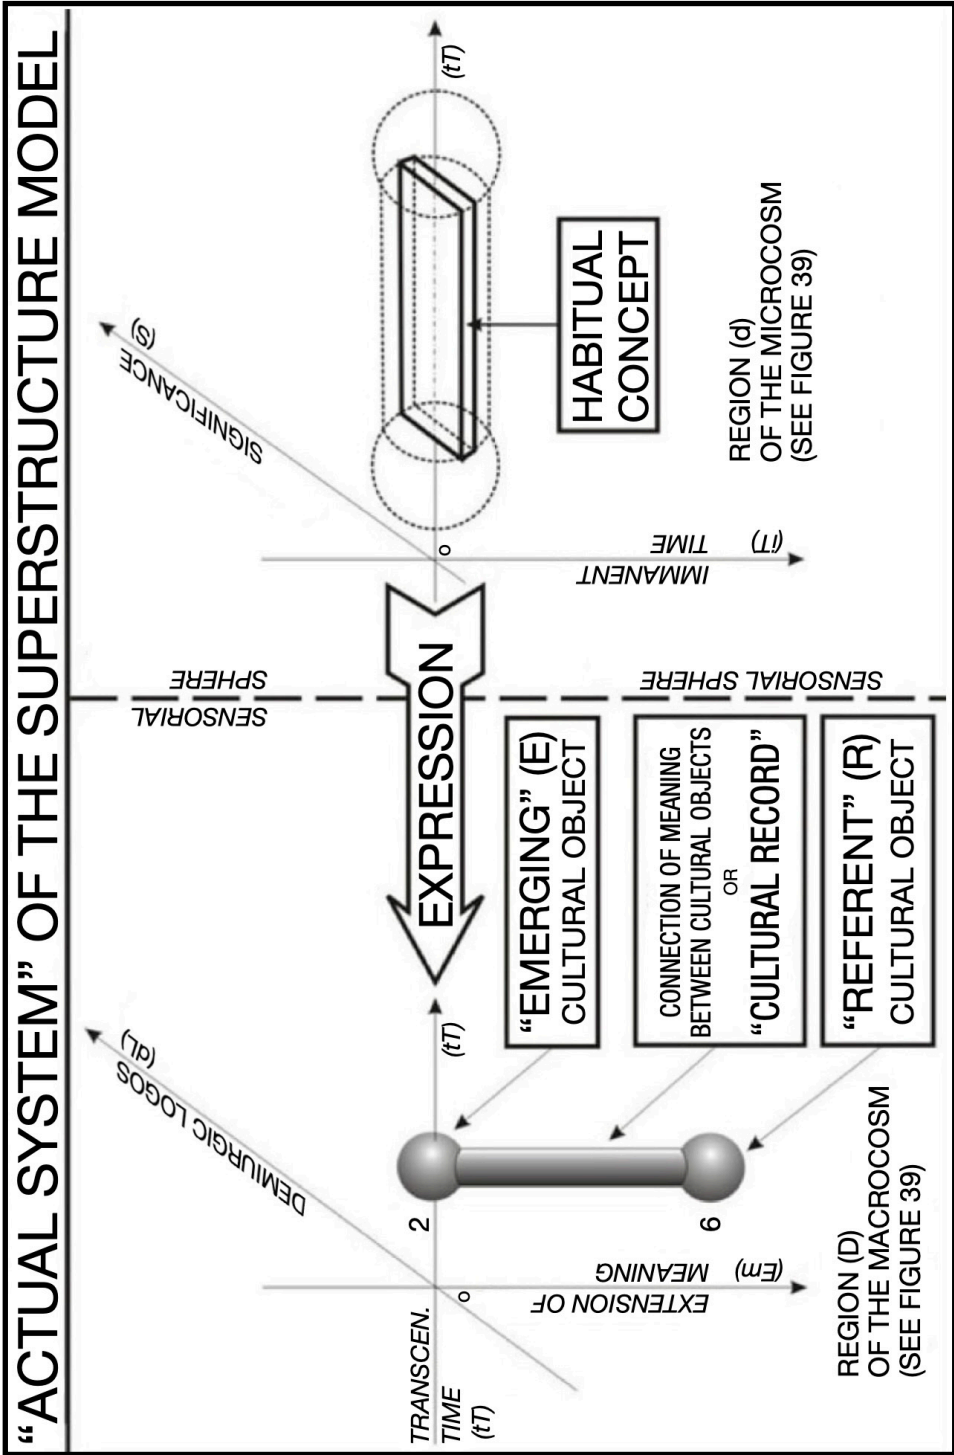 “ACTUAL SYSTEM” OF THE SUPERSTRUCTURE MODEL
DEMIURGIC LOGOS
(dL)
TRANSCEN.
TIME
(tT)
o
2
6
(tT)
EXTENSION OF
MEANING
(Em)
REGION (D)
OF THE MACROCOSM
(SEE FIGURE 39)
“EMERGING” (E)
CULTURAL OBJECT
CONNECTION OF MEANING
BETWEEN CULTURAL OBJECTS
OR
“CULTURAL RECORD”
“REFERENT” (R)
CULTURAL OBJECT
EXPRESSION
SENSORIAL
SPHERE
SENSORIAL SPHERE
SIGNIFICANCE
(S)
o
(tT)
IMMANENT
TIME
(iT)
HABITUAL
CONCEPT
REGION (d)
OF THE MICROCOSM
(SEE FIGURE 39)